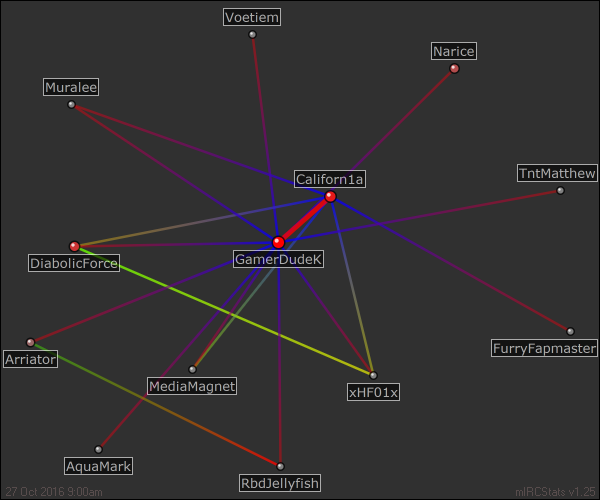 Voetiem
Narice
Muralee
TntMatthew
Californ1a
DiabolicForce
GamerDudeK
Arriator
FurryFapmaster
MediaMagnet
xHF01x
AquaMark
RbdJellyfish
27 Oct 2016 9:00am
mIRCStats v1.25